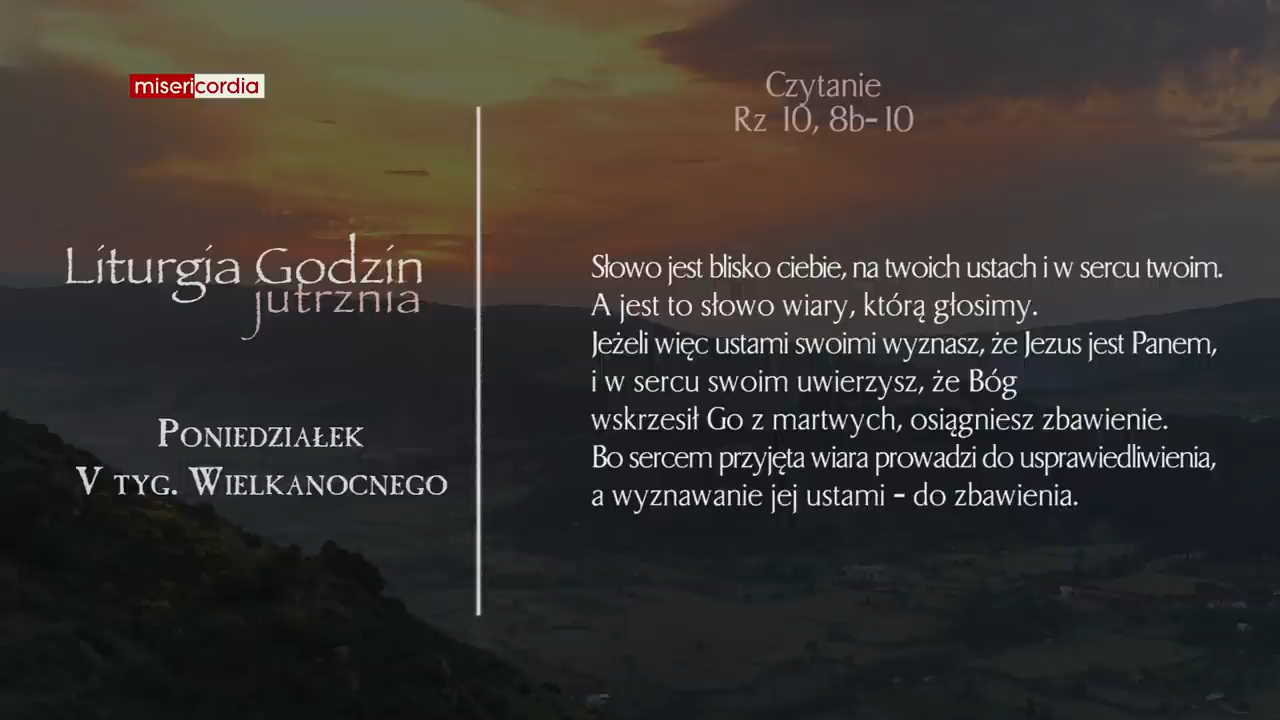 misericordia
Liturgia Godzin
jutrznia
Poniedziałek
V tyg. Wielkanocnego
Czytanie
Rz 10, 8b-10
Słowo jest blisko ciebie, na twoich ustach i w sercu twoim.
A jest to słowo wiary, którą głosimy.
Jeżeli więc ustami swoimi wyznasz, że Jezus jest Panem,
i w sercu swoim uwierzysz, że Bóg
wskrzesił Go z martwych, osiągniesz zbawienie.
Bo sercem przyjęta wiara prowadzi do usprawiedliwienia,
a wyznawanie jej ustami - do zbawienia.